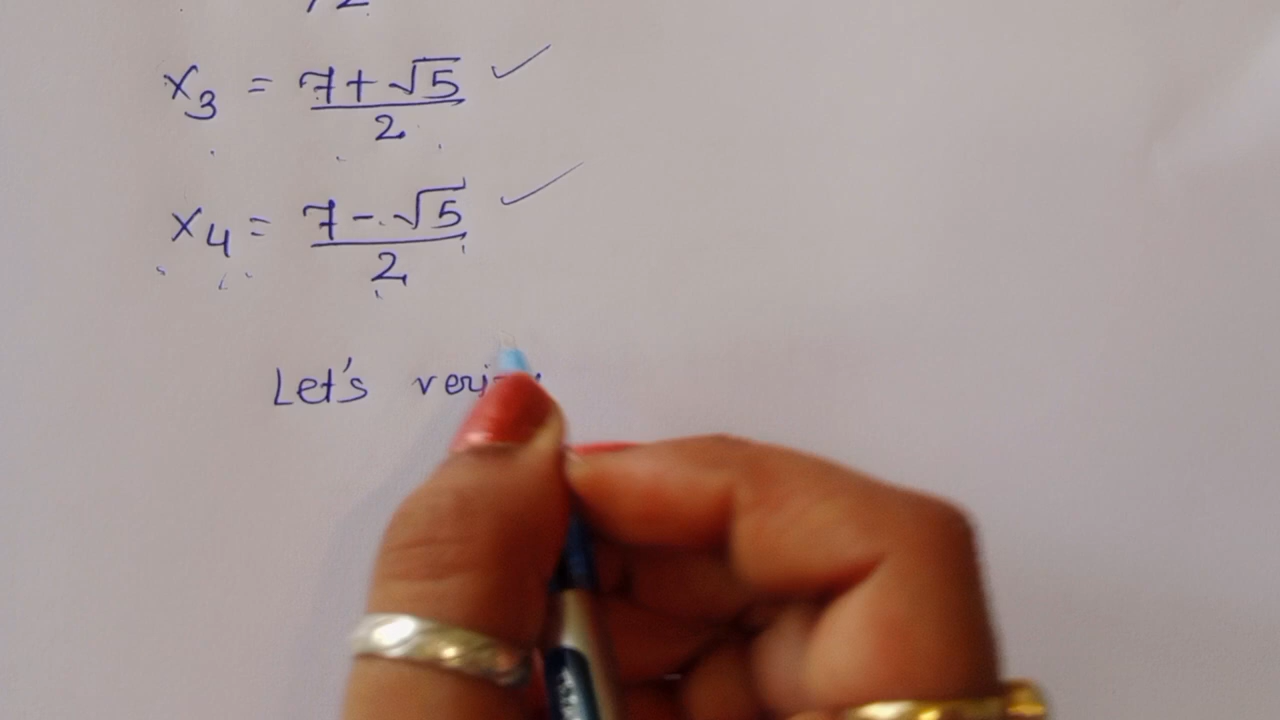 x₃ = (7+√5)/2 ✓
x₄ = (7-√5)/2 ✓
Let's